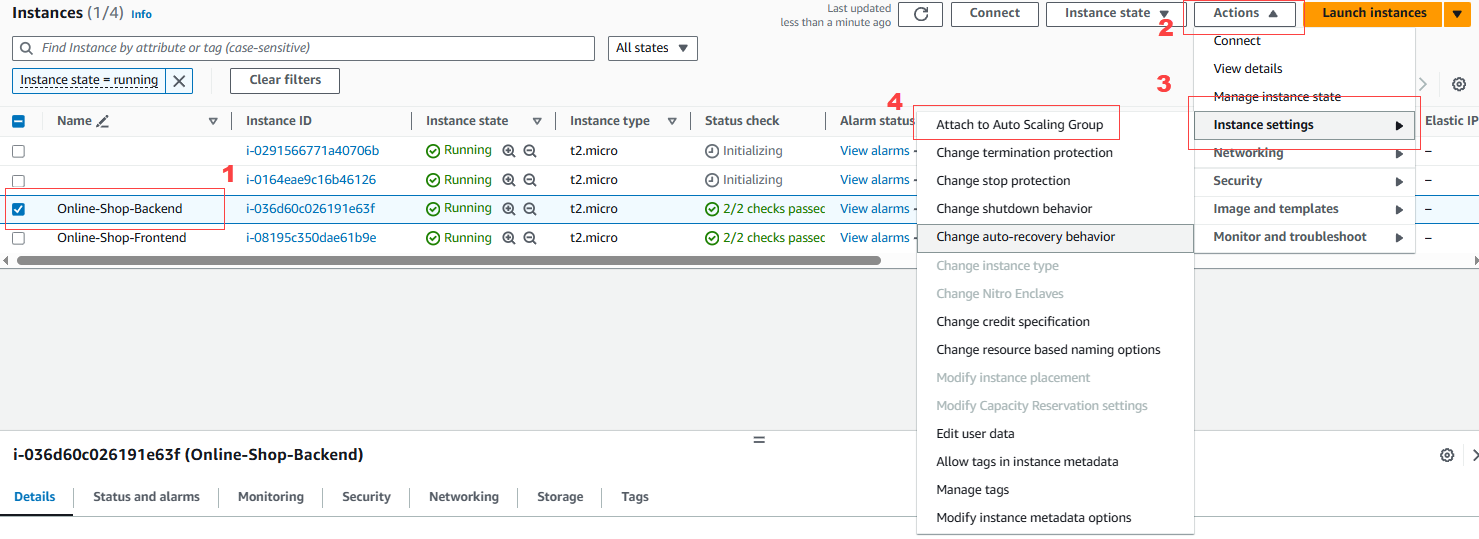 Instances (1/4) Info
Last updated
less than a minute ago
Connect
Instance state
Actions
Launch instances
2
Find Instance by attribute or tag (case-sensitive)
All states
Instance state = running
Clear filters
Connect
View details
Manage instance state
3
Instance settings
Networking
Security
Image and templates
Monitor and troubleshoot
4
Attach to Auto Scaling Group
Change termination protection
Change stop protection
Change shutdown behavior
Change auto-recovery behavior
Change instance type
Change Nitro Enclaves
Change credit specification
Change resource based naming options
Modify instance placement
Modify Capacity Reservation settings
Edit user data
Allow tags in instance metadata
Manage tags
Modify instance metadata options
Name Instance ID Instance state Instance type Status check Alarm status Elastic IP
i-0291566771a40706b Running t2.micro Initializing View alarms –
1
i-0164eae9c16b46126 Running t2.micro Initializing View alarms –
Online-Shop-Backend i-036d60c026191e63f Running t2.micro 2/2 checks passed View alarms –
Online-Shop-Frontend i-08195c350dae61b9e Running t2.micro 2/2 checks passed View alarms –
i-036d60c026191e63f (Online-Shop-Backend)
Details Status and alarms Monitoring Security Networking Storage Tags